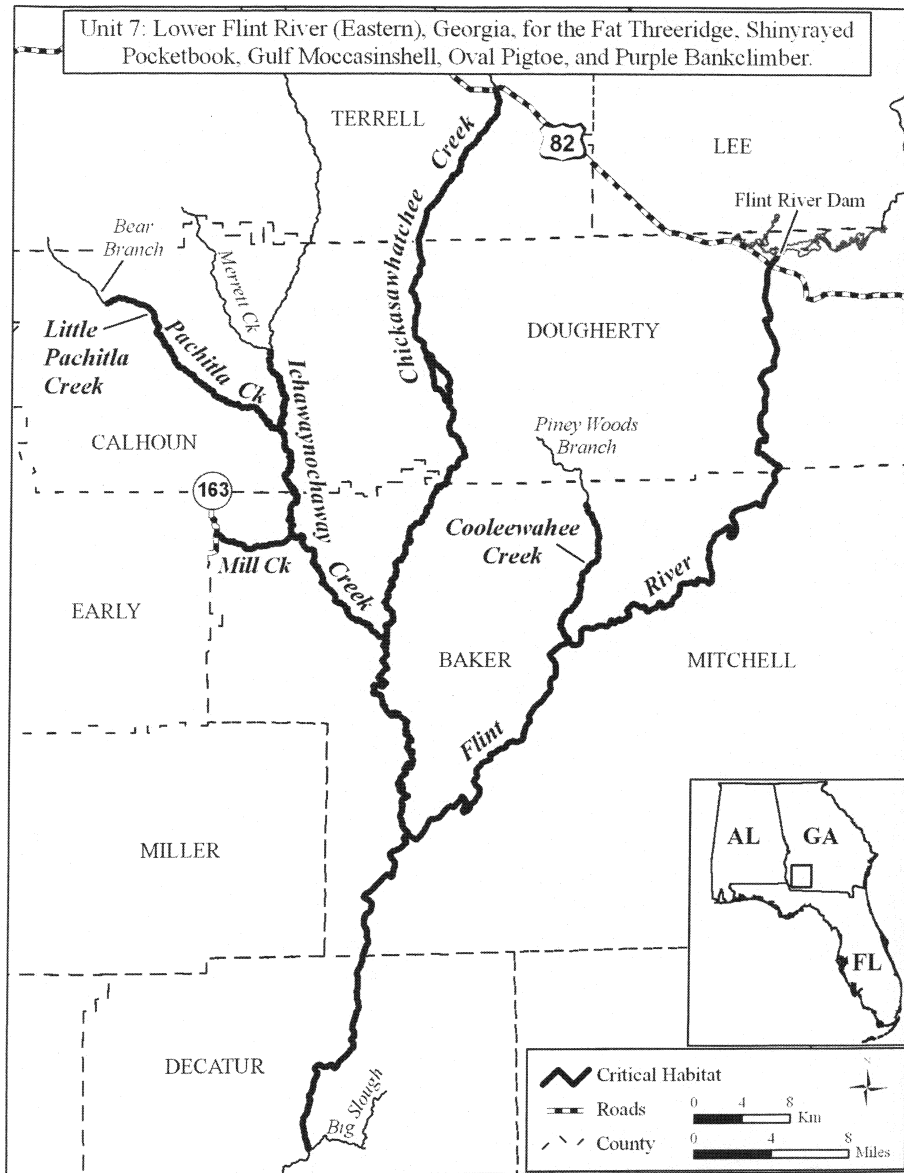 Unit 7: Lower Flint River (Eastern), Georgia, for the Fat Threeridge, Shinyrayed
Pocketbook, Gulf Moccasinshell, Oval Pigtoe, and Purple Bankclimber.
TERRELL
Chickasawhatchee Creek
82
LEE
Flint River Dam
Bear
Branch
Merrett Ck
Little
Pachitla
Creek
Pachitla Ck
Ichawaynochaway Creek
DOUGHERTY
CALHOUN
Piney Woods
Branch
163
Mill Ck
Cooleewahee
Creek
EARLY
BAKER
MITCHELL
Flint River
MILLER
AL
GA
FL
DECATUR
Big Slough
Critical Habitat
Roads
County
N
0 4 8
Km
0 4 8
Miles